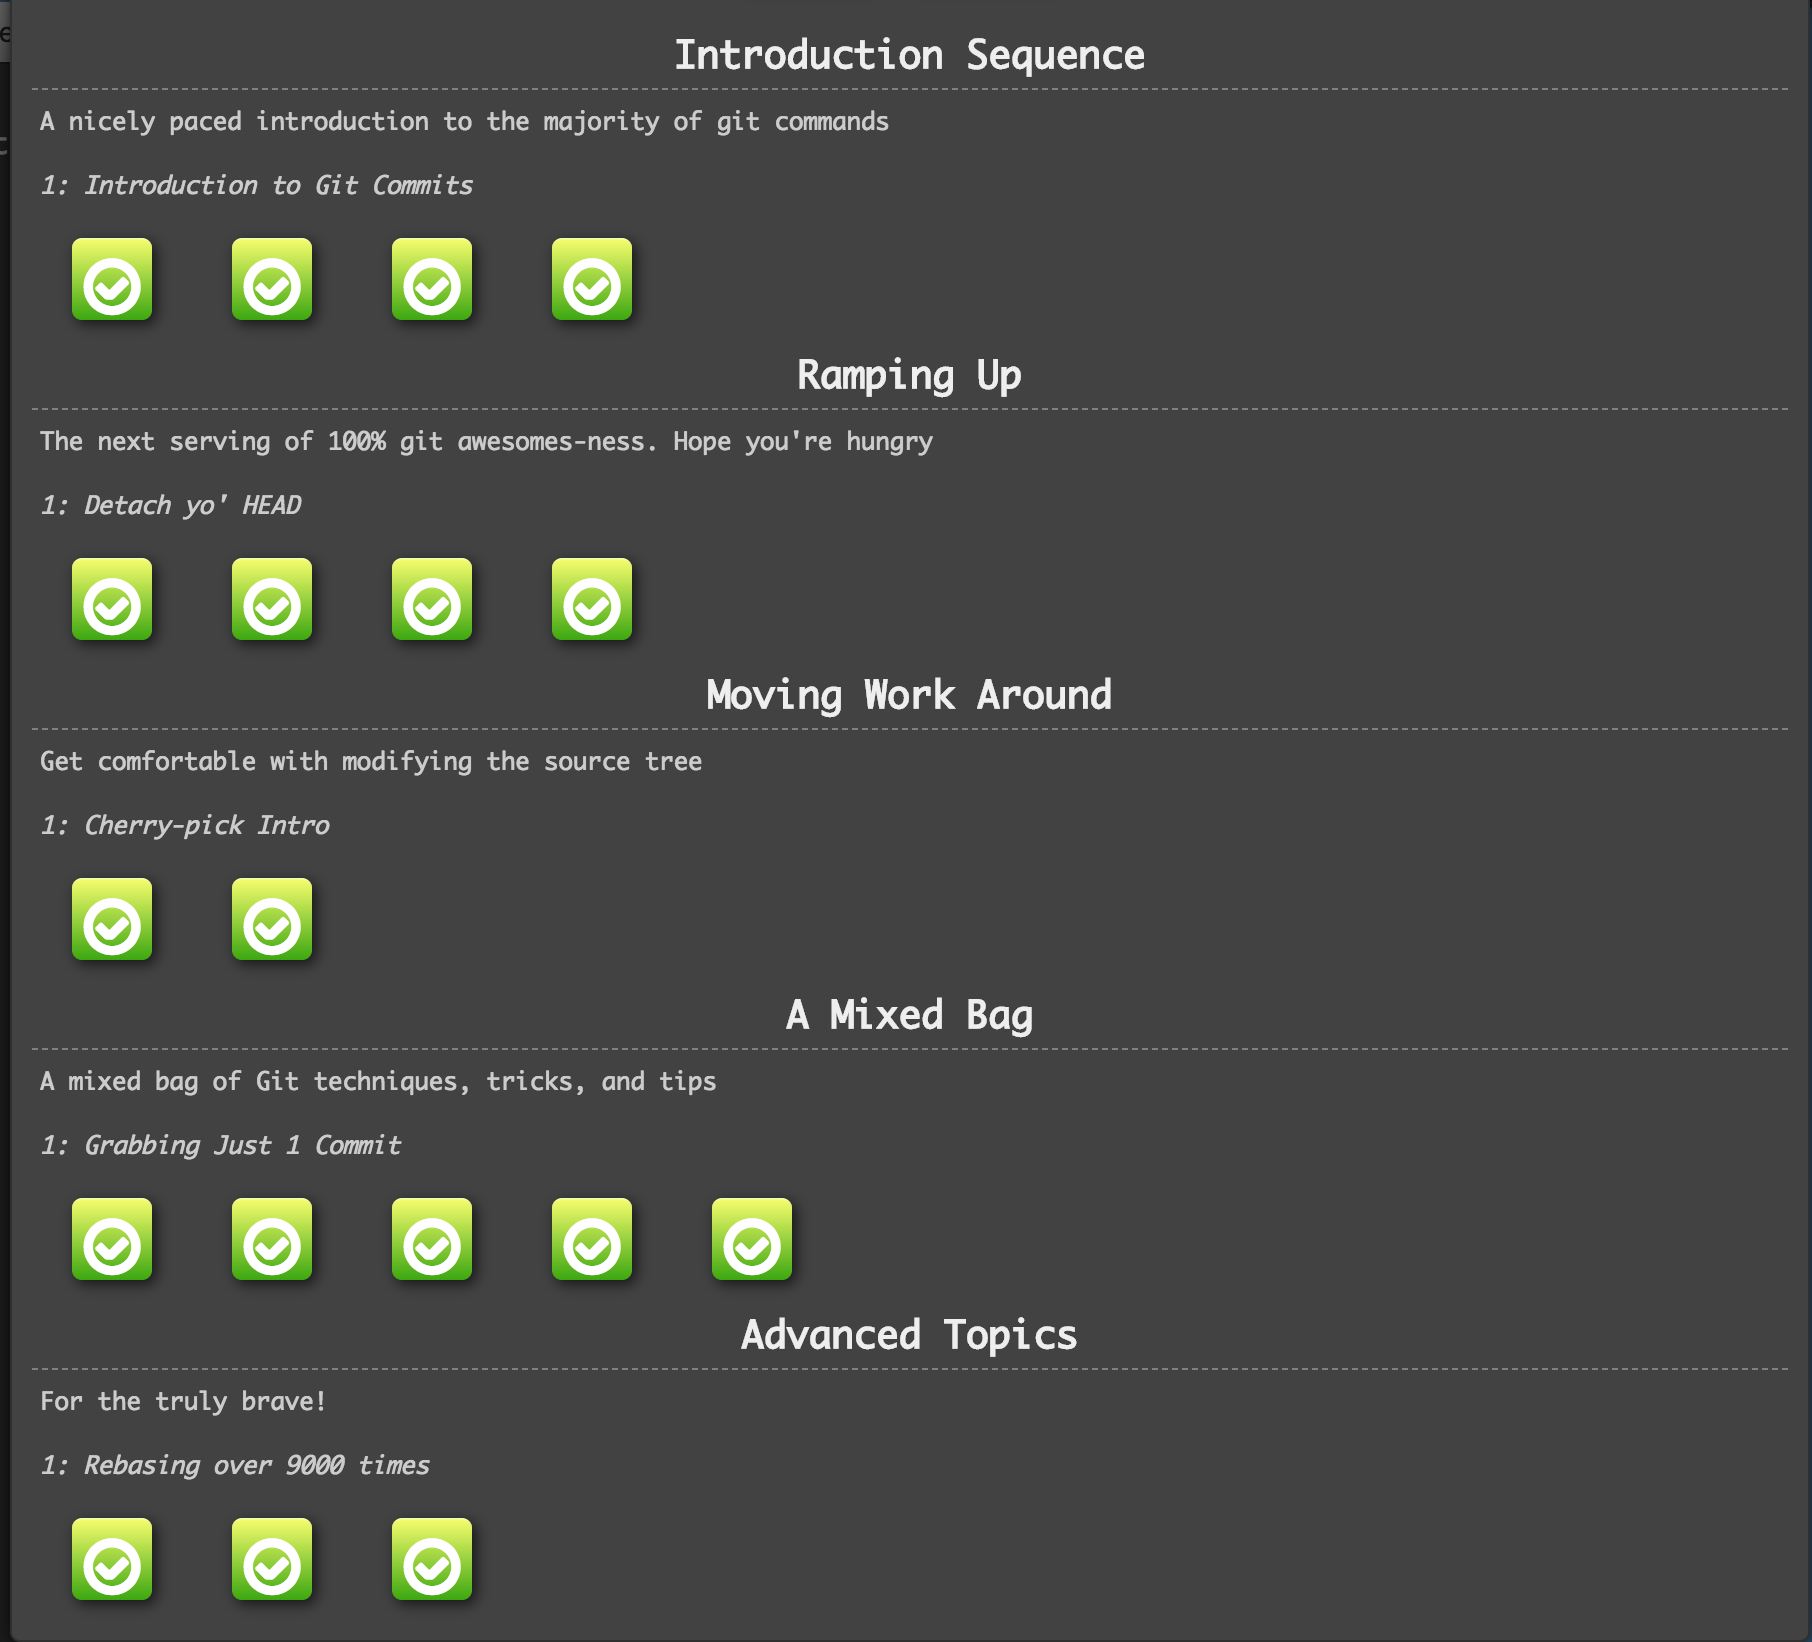 Introduction Sequence
A nicely paced introduction to the majority of git commands
1: Introduction to Git Commits
Ramping Up
The next serving of 100% git awesomes-ness. Hope you're hungry
1: Detach yo' HEAD
Moving Work Around
Get comfortable with modifying the source tree
1: Cherry-pick Intro
A Mixed Bag
A mixed bag of Git techniques, tricks, and tips
1: Grabbing Just 1 Commit
Advanced Topics
For the truly brave!
1: Rebasing over 9000 times